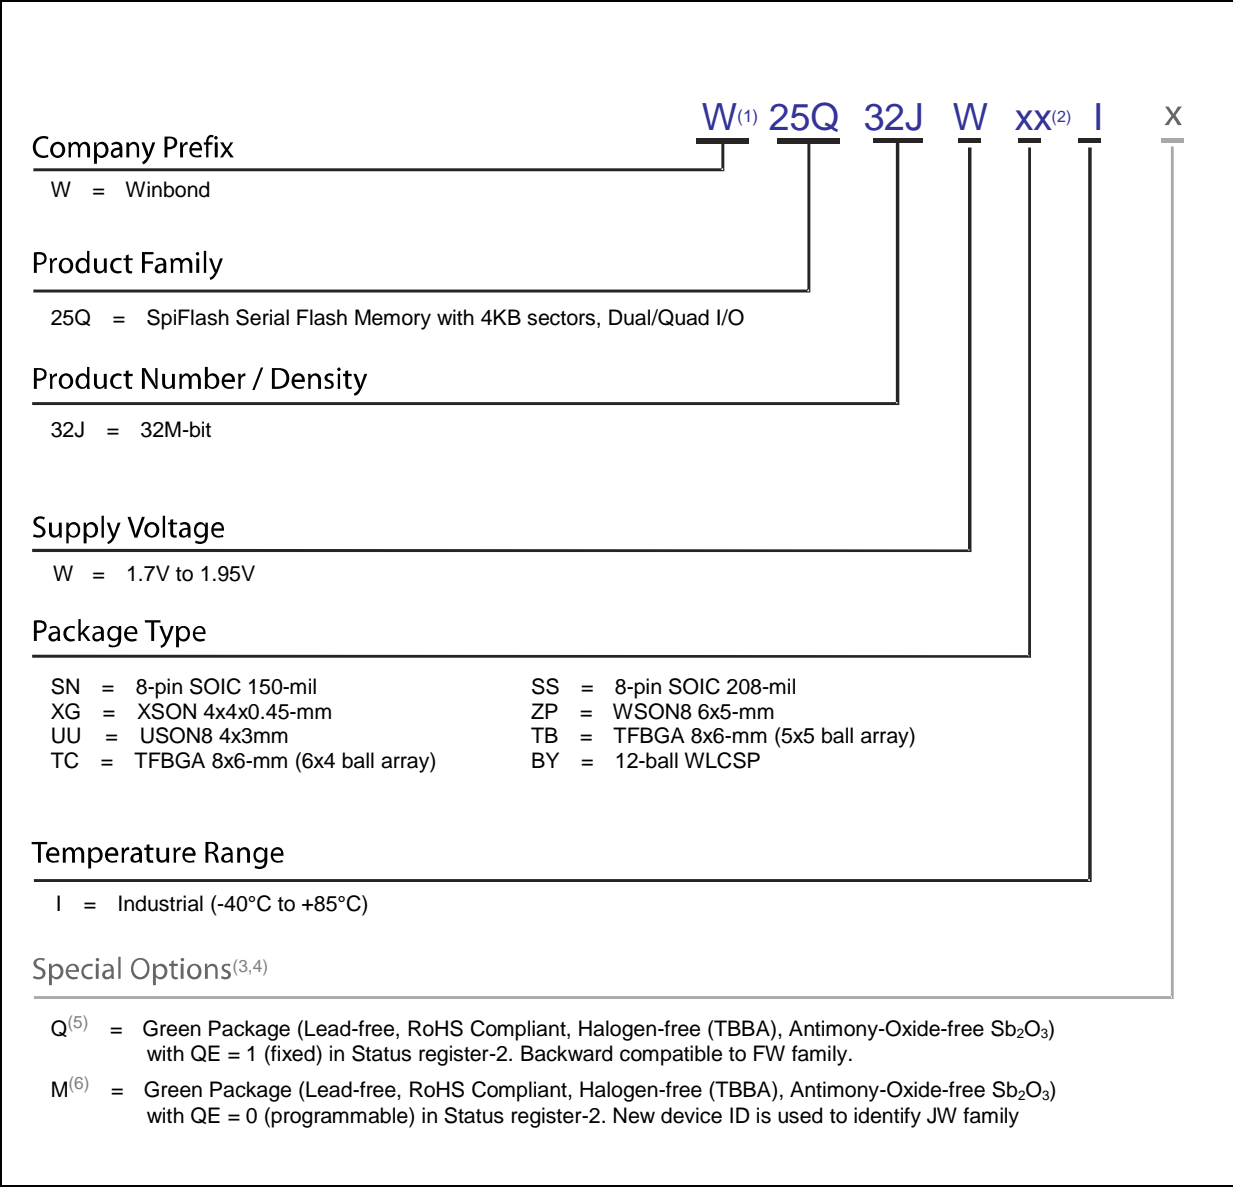 W(1) 25Q 32J W xx(2) I x
Company Prefix
W = Winbond
Product Family
25Q = SpiFlash Serial Flash Memory with 4KB sectors, Dual/Quad I/O
Product Number / Density
32J = 32M-bit
Supply Voltage
W = 1.7V to 1.95V
Package Type
SN = 8-pin SOIC 150-mil SS = 8-pin SOIC 208-mil
XG = XSON 4x4x0.45-mm ZP = WSON8 6x5-mm
UU = USON8 4x3mm TB = TFBGA 8x6-mm (5x5 ball array)
TC = TFBGA 8x6-mm (6x4 ball array) BY = 12-ball WLCSP
Temperature Range
I = Industrial (-40°C to +85°C)
Special Options(3,4)
Q(5) = Green Package (Lead-free, RoHS Compliant, Halogen-free (TBBA), Antimony-Oxide-free Sb₂O₃)
with QE = 1 (fixed) in Status register-2. Backward compatible to FW family.
M(6) = Green Package (Lead-free, RoHS Compliant, Halogen-free (TBBA), Antimony-Oxide-free Sb₂O₃)
with QE = 0 (programmable) in Status register-2. New device ID is used to identify JW family